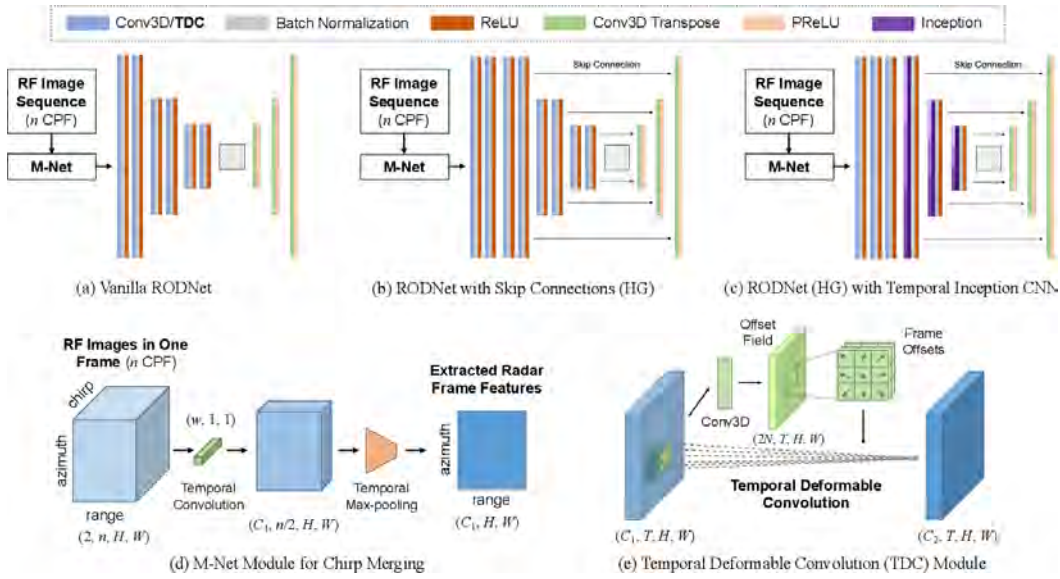 Conv3D/TDC Batch Normalization ReLU Conv3D Transpose PReLU Inception
RF Image
Sequence
(n CPF)
M-Net
(a) Vanilla RODNet
RF Image
Sequence
(n CPF)
M-Net
Skip Connection
(b) RODNet with Skip Connections (HG)
RF Image
Sequence
(n CPF)
M-Net
Skip Connection
(c) RODNet (HG) with Temporal Inception CNN
RF Images in One
Frame (n CPF)
chirp
azimuth
range
(2, n, H, W)
(w, 1, 1)
Temporal
Convolution
(C₁, n/2, H, W)
Temporal
Max-pooling
Extracted Radar
Frame Features
azimuth
range
(C₁, H, W)
(d) M-Net Module for Chirp Merging
Offset
Field
Frame
Offsets
Conv3D
(2N, T, H, W)
Temporal Deformable
Convolution
(C₁, T, H, W)
(C₂, T, H, W)
(e) Temporal Deformable Convolution (TDC) Module